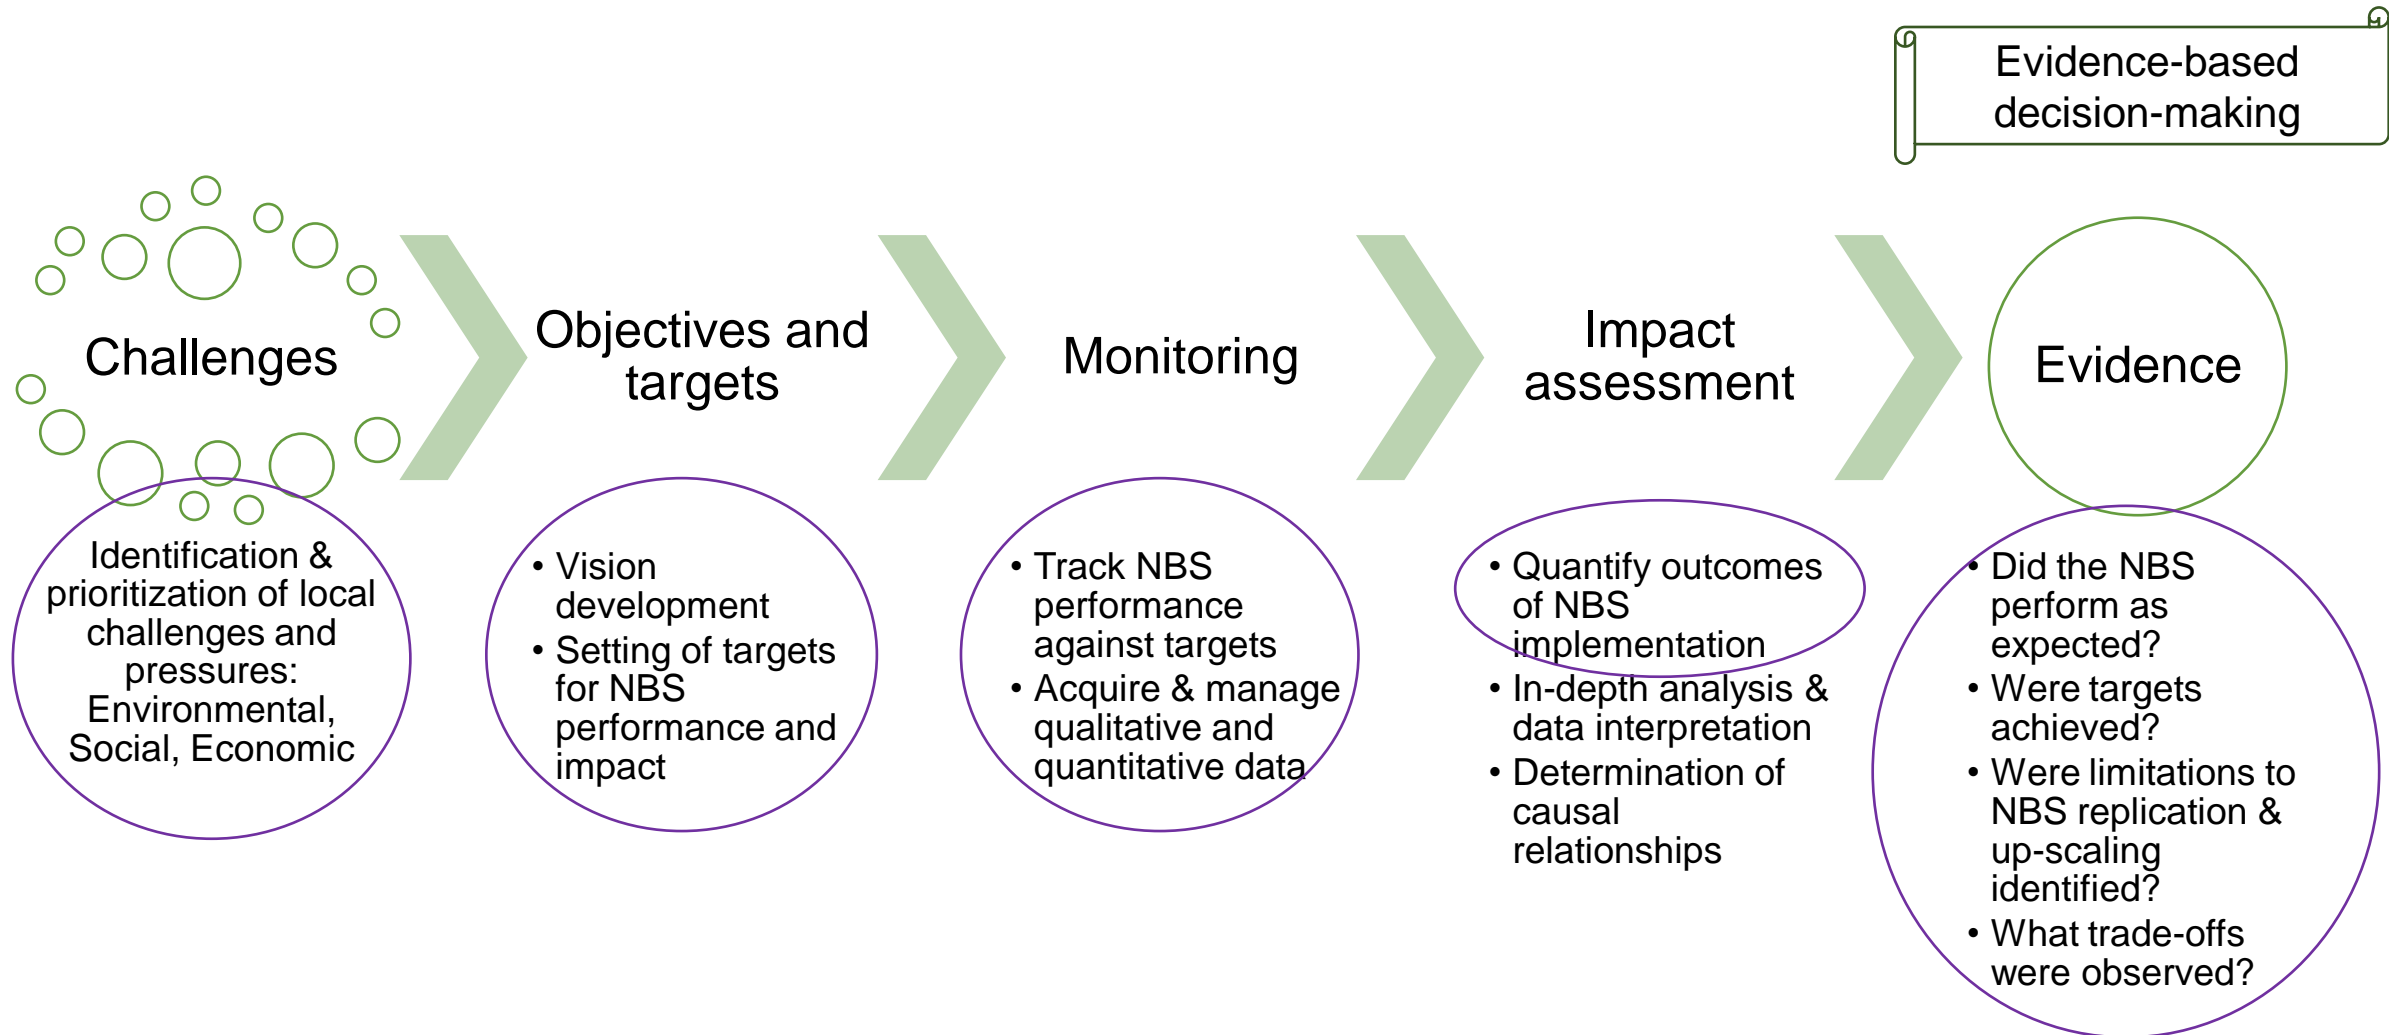 Evidence-based
decision-making
Challenges
Objectives and
targets
Monitoring
Impact
assessment
Evidence
Identification &
prioritization of local
challenges and
pressures:
Environmental,
Social, Economic
• Vision
development
• Setting of targets
for NBS
performance and
impact
• Track NBS
performance
against targets
• Acquire & manage
qualitative and
quantitative data
• Quantify outcomes
of NBS
implementation
• In-depth analysis &
data interpretation
• Determination of
causal
relationships
• Did the NBS
perform as
expected?
• Were targets
achieved?
• Were limitations to
NBS replication &
up-scaling
identified?
• What trade-offs
were observed?